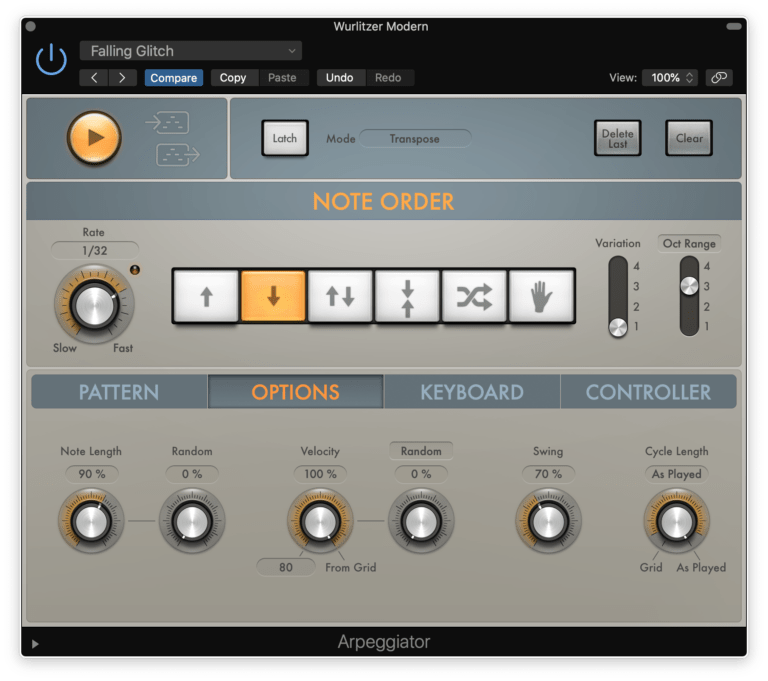 Wurlitzer Modern
Falling Glitch
Compare Copy Paste Undo Redo View: 100%
Latch Mode Transpose Delete Last Clear
NOTE ORDER
Rate
1/32
Slow Fast
Variation
4
3
2
1
Oct Range
4
3
2
1
PATTERN OPTIONS KEYBOARD CONTROLLER
Note Length Random Velocity Random Swing Cycle Length
90 % 0 % 100 % 0 % 70 % As Played
80 From Grid Grid As Played
Arpeggiator